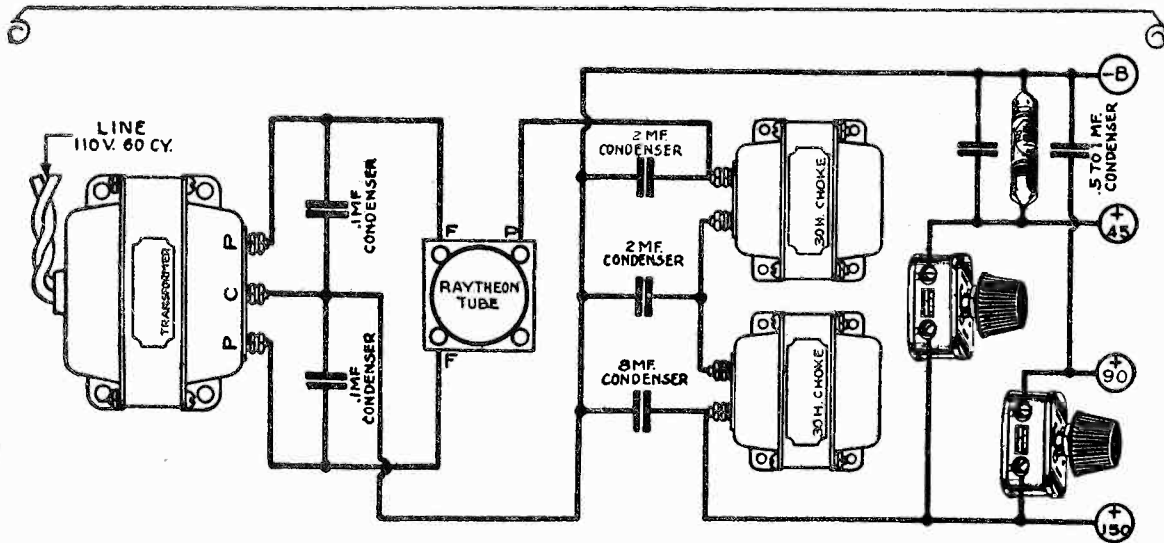 LINE
110V. 60 CY.
TRANSFORMER
P
C
P
.1MF.
CONDENSER
.1MF.
CONDENSER
F
P
RAYTHEON
TUBE
F
2 MF.
CONDENSER
2 MF.
CONDENSER
8 MF.
CONDENSER
30 H. CHOKE
30 H. CHOKE
.5 TO 1 MF.
CONDENSER
-B
+
45
+
90
+
150